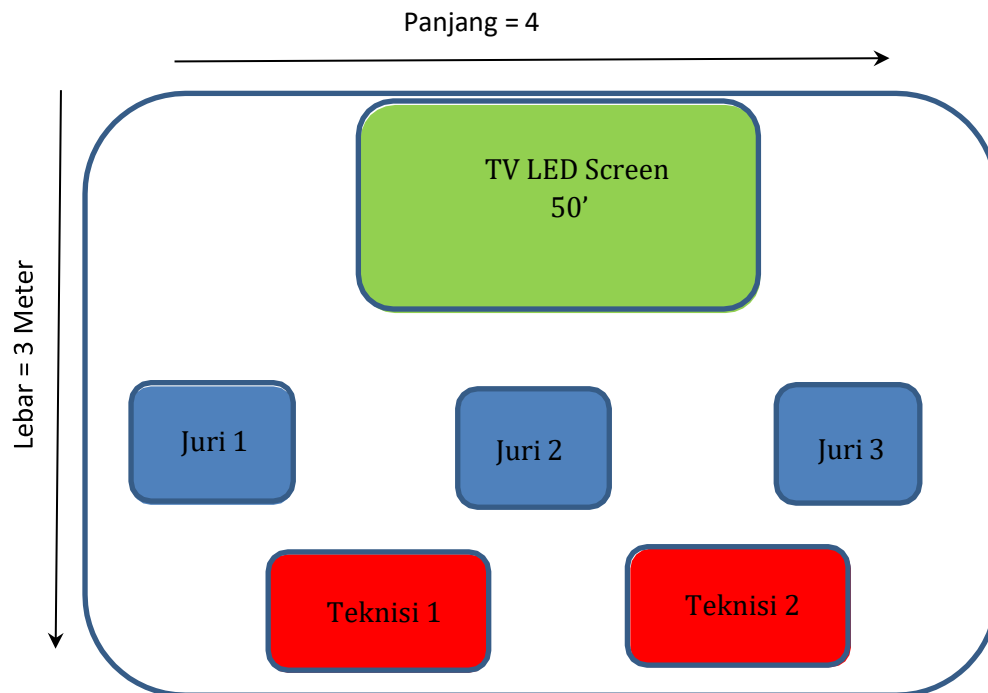 Panjang = 4
Lebar = 3 Meter
TV LED Screen
50’
Juri 1
Juri 2
Juri 3
Teknisi 1
Teknisi 2